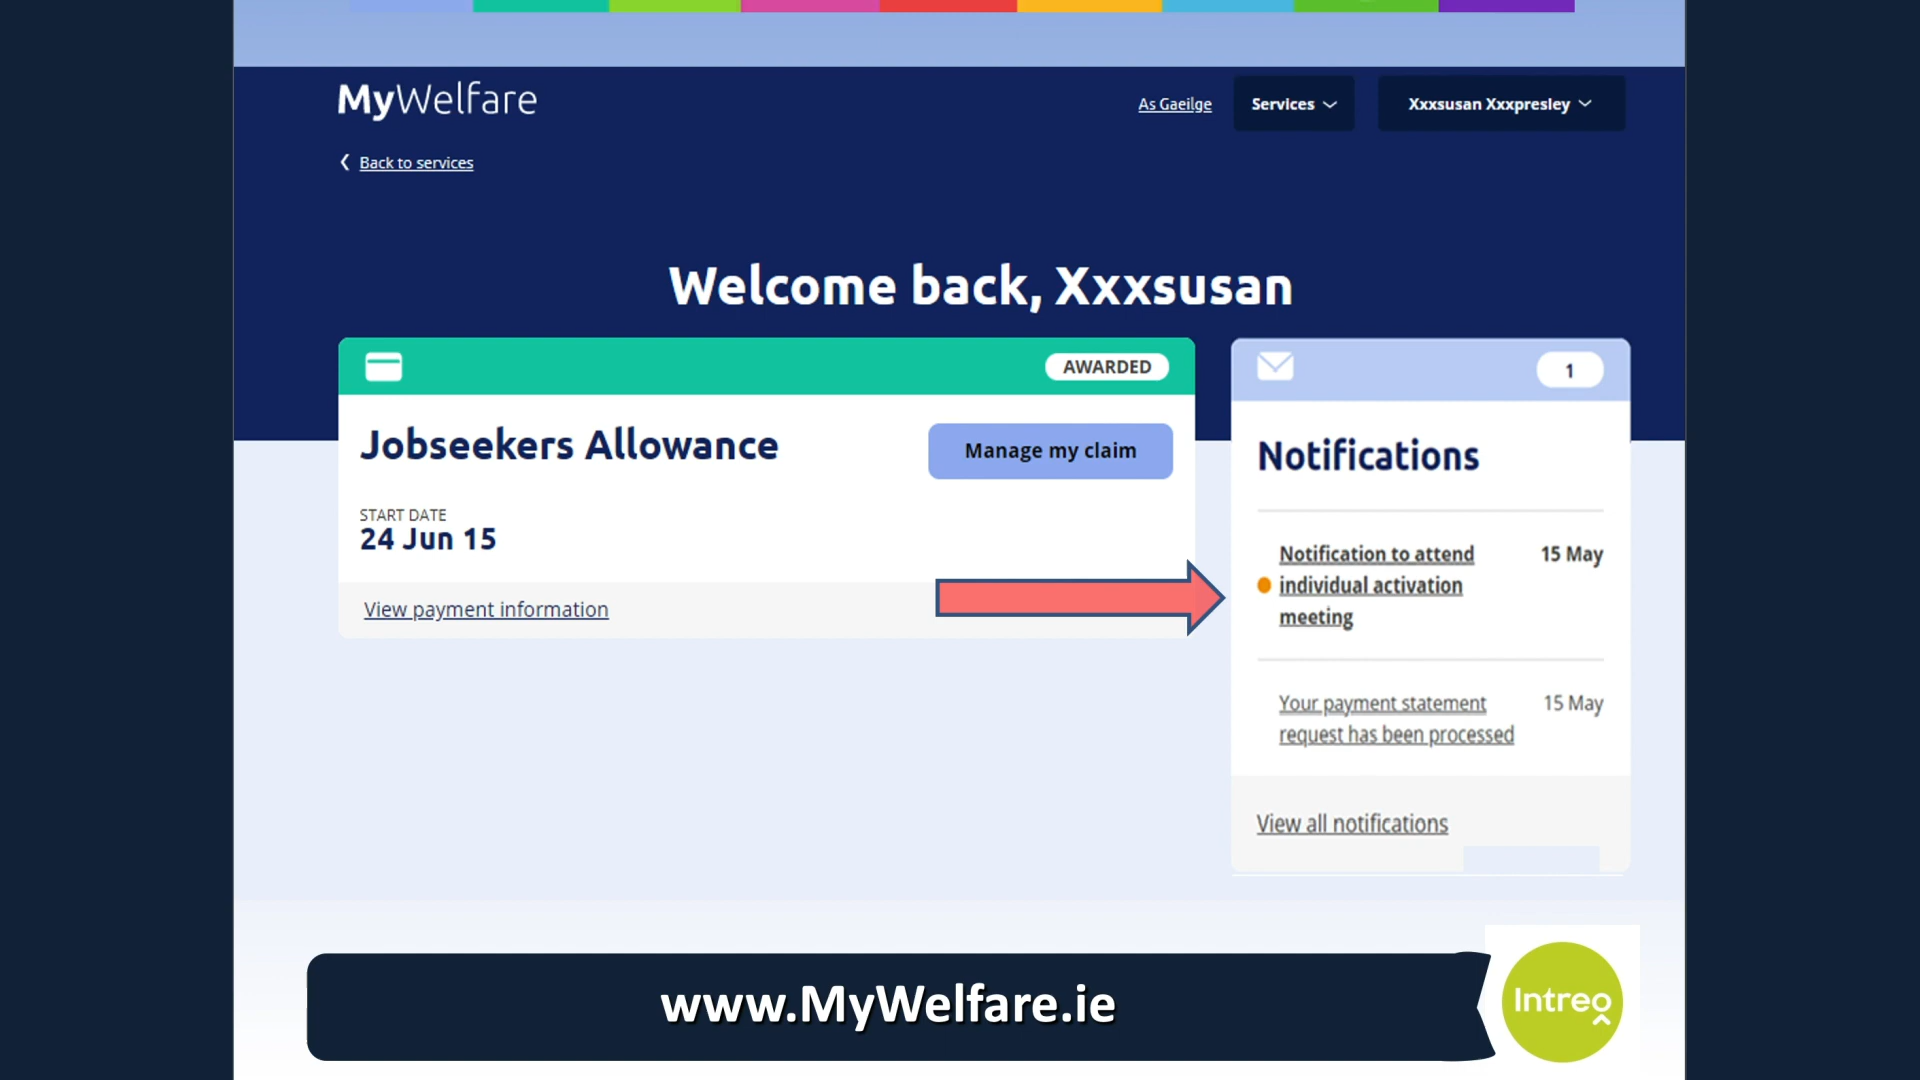 MyWelfare
As Gaeilge
Services
Xxxsusan Xxxpresley
Back to services
Welcome back, Xxxsusan
AWARDED
Jobseekers Allowance
Manage my claim
START DATE
24 Jun 15
View payment information
1
Notifications
Notification to attend
individual activation
meeting
15 May
Your payment statement
request has been processed
15 May
View all notifications
www.MyWelfare.ie
Intreo